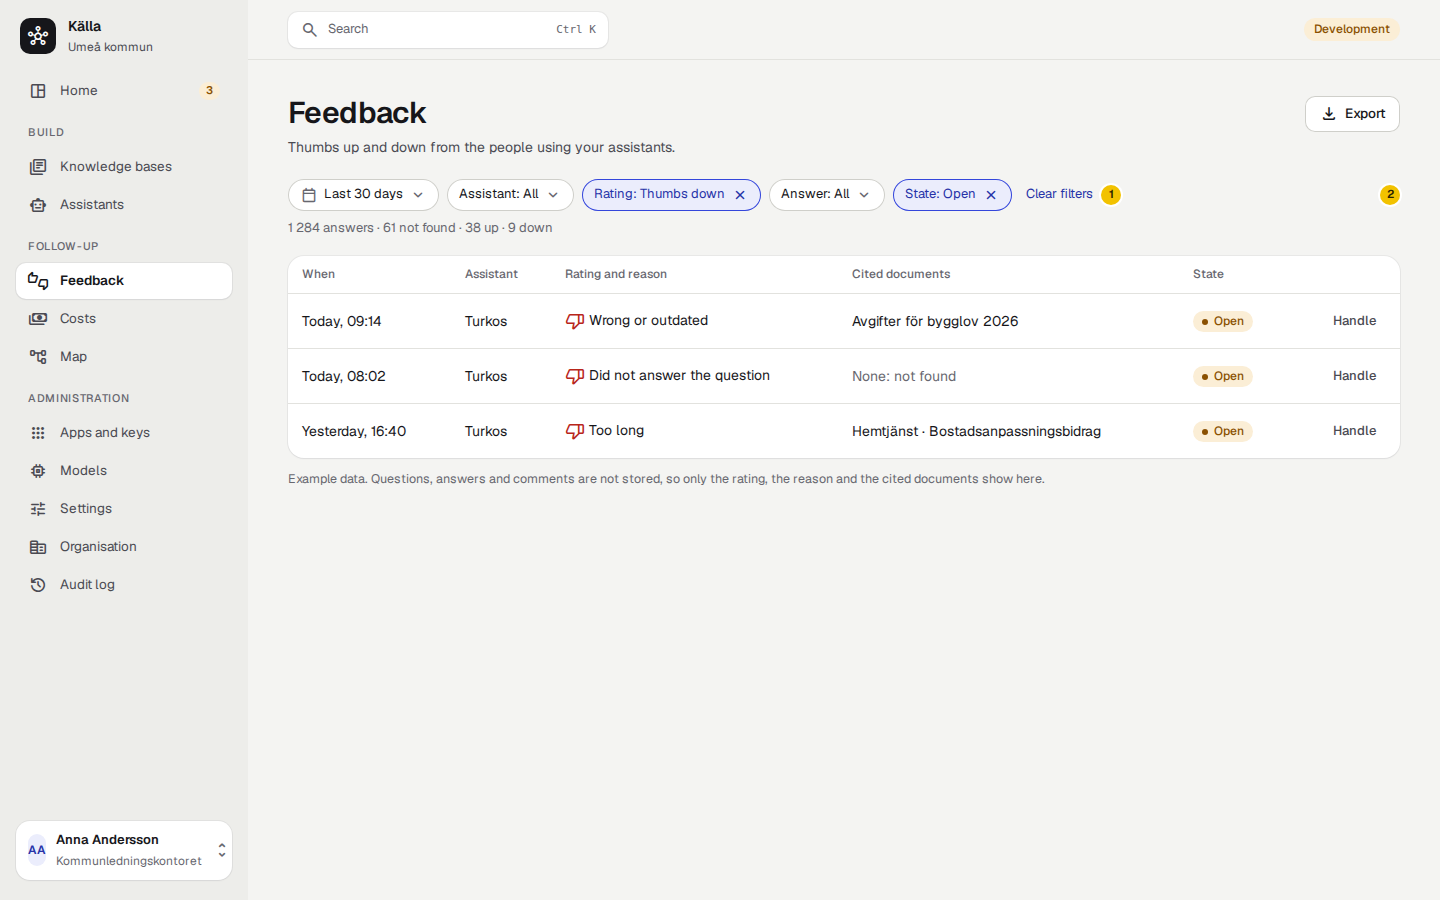 Källa
Umeå kommun
Home 3
BUILD
Knowledge bases
Assistants
FOLLOW-UP
Feedback
Costs
Map
ADMINISTRATION
Apps and keys
Models
Settings
Organisation
Audit log
AA
Anna Andersson
Kommunledningskontoret
Search Ctrl K
Development
Feedback
Export
Thumbs up and down from the people using your assistants.
Last 30 days Assistant: All Rating: Thumbs down Answer: All State: Open Clear filters 1 2
1 284 answers · 61 not found · 38 up · 9 down
When Assistant Rating and reason Cited documents State
Today, 09:14 Turkos Wrong or outdated Avgifter för bygglov 2026 Open Handle
Today, 08:02 Turkos Did not answer the question None: not found Open Handle
Yesterday, 16:40 Turkos Too long Hemtjänst · Bostadsanpassningsbidrag Open Handle
Example data. Questions, answers and comments are not stored, so only the rating, the reason and the cited documents show here.